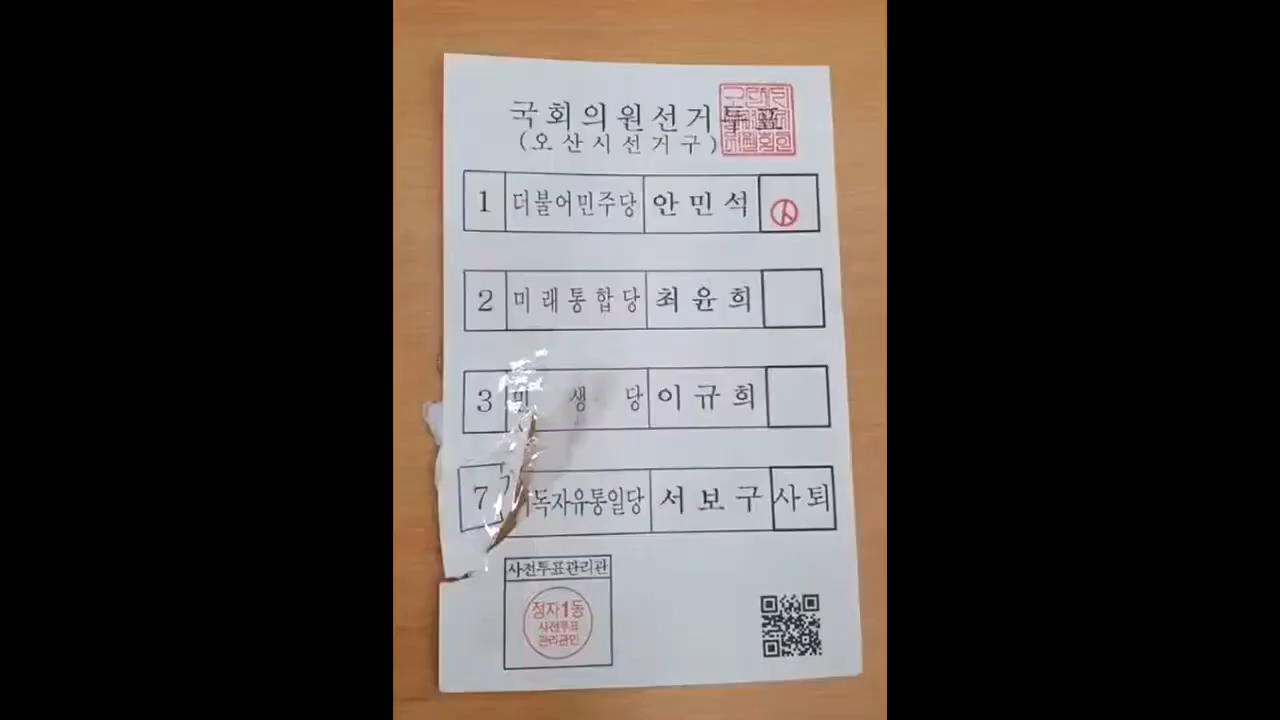 국회의원선거투표
(오산시선거구)
1 더불어민주당 안민석
2 미래통합당 최윤희
3 민생당 이규희
7 독자유통일당 서보구 사퇴
사전투표관리관
정자1동
사전투표
관리관인